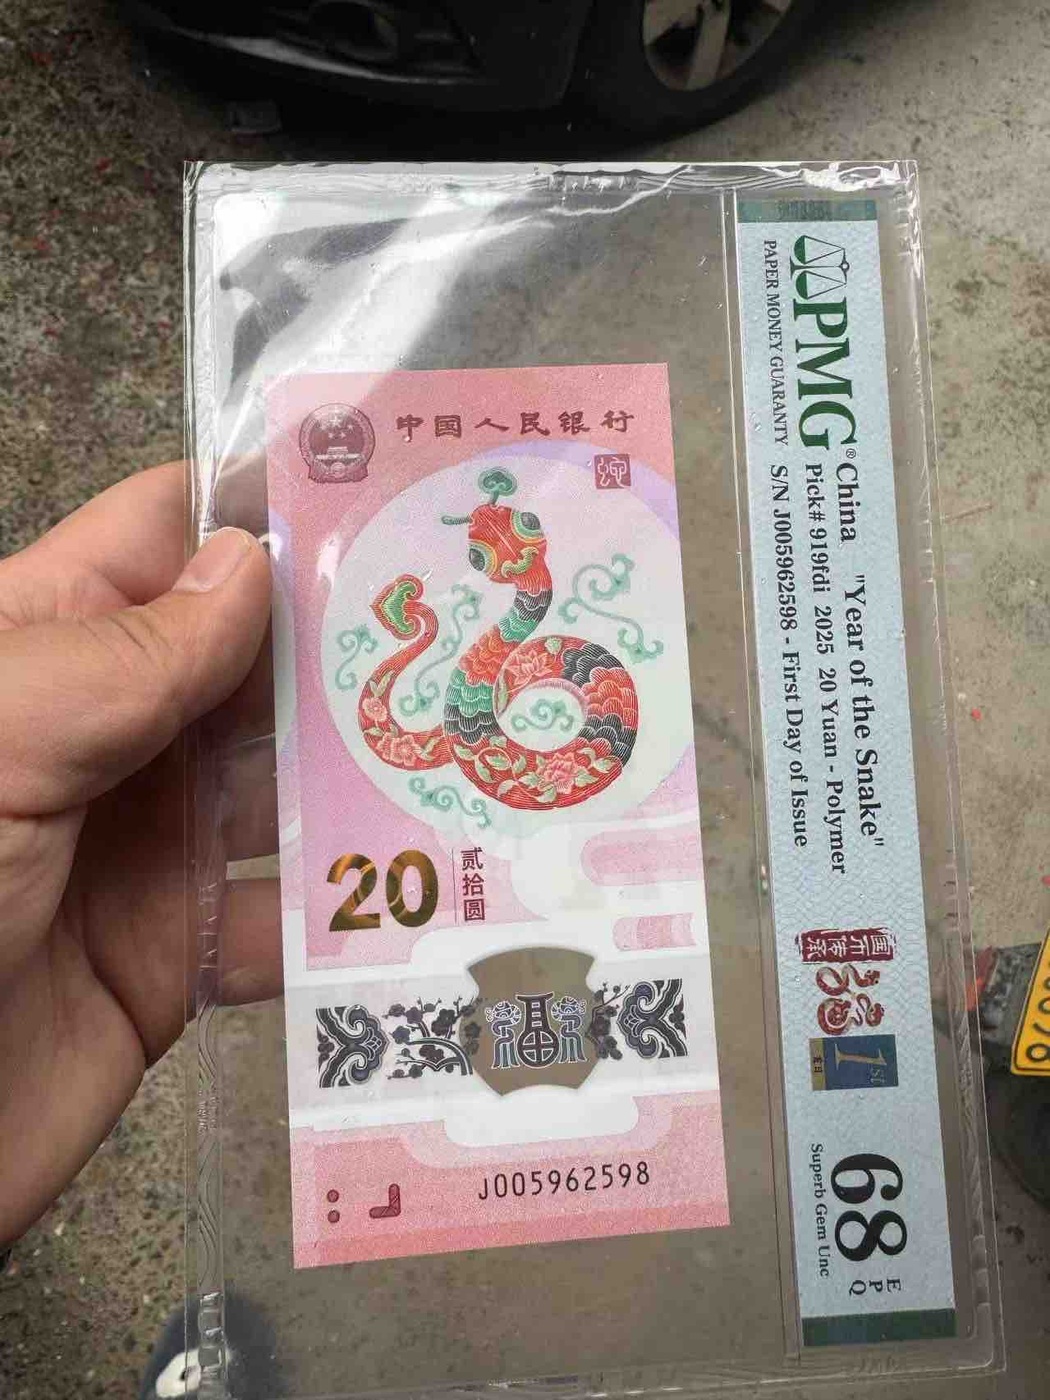 中国人民银行
20
贰拾圆
J005962598
PMG®
PAPER MONEY GUARANTY
China "Year of the Snake"
Pick# 919fdi 2025 20 Yuan - Polymer
S/N J005962598 - First Day of Issue
1st
68
EPQ
Superb Gem Unc